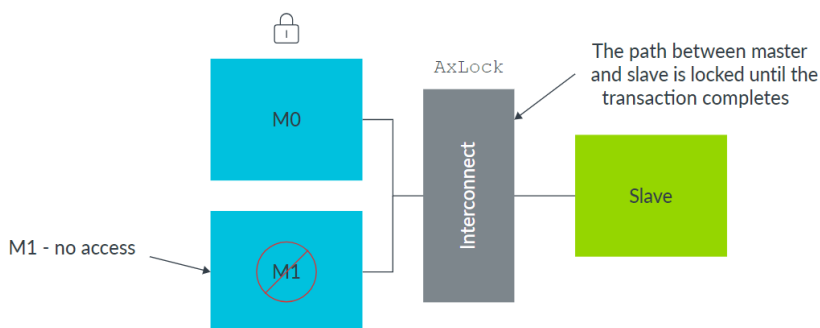 The path between master
and slave is locked until the
transaction completes
AxLock
M0
Interconnect
Slave
M1 - no access
M1